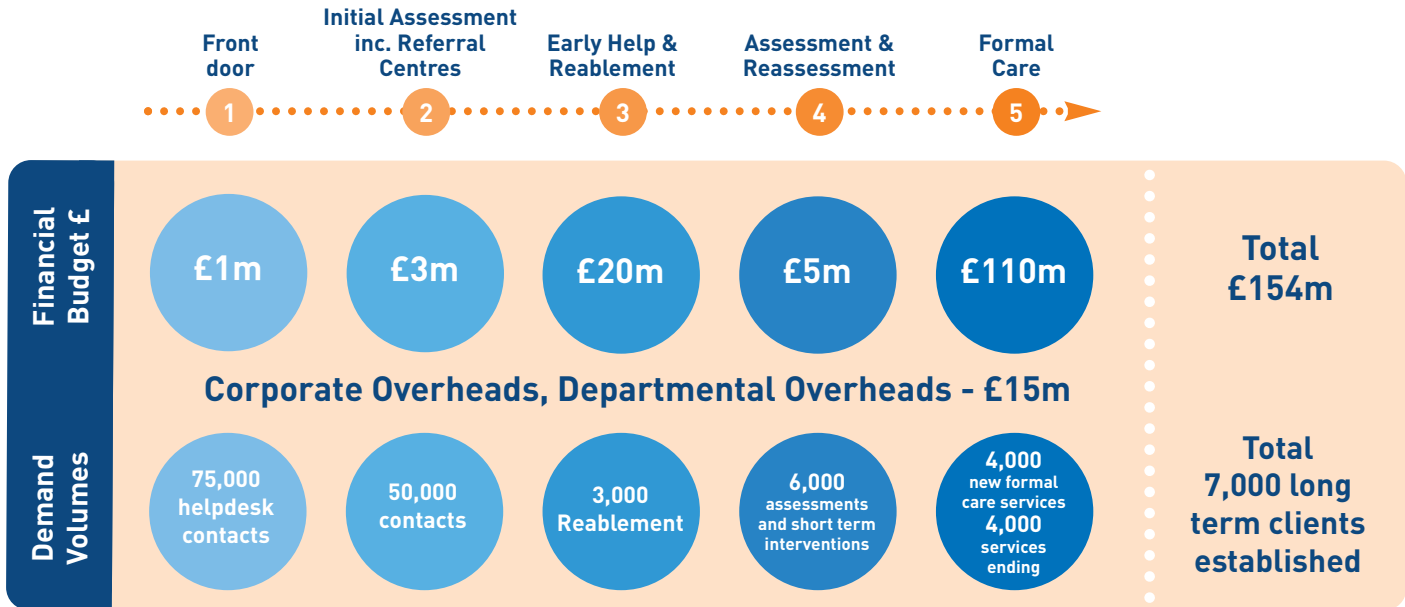 Front
door
Initial Assessment
inc. Referral
Centres
Early Help &
Reablement
Assessment &
Reassessment
Formal
Care
1
2
3
4
5
Financial
Budget £
£1m
£3m
£20m
£5m
£110m
Total
£154m
Corporate Overheads, Departmental Overheads - £15m
Demand
Volumes
75,000
helpdesk
contacts
50,000
contacts
3,000
Reablement
6,000
assessments
and short term
interventions
4,000
new formal
care services
4,000
services
ending
Total
7,000 long
term clients
established